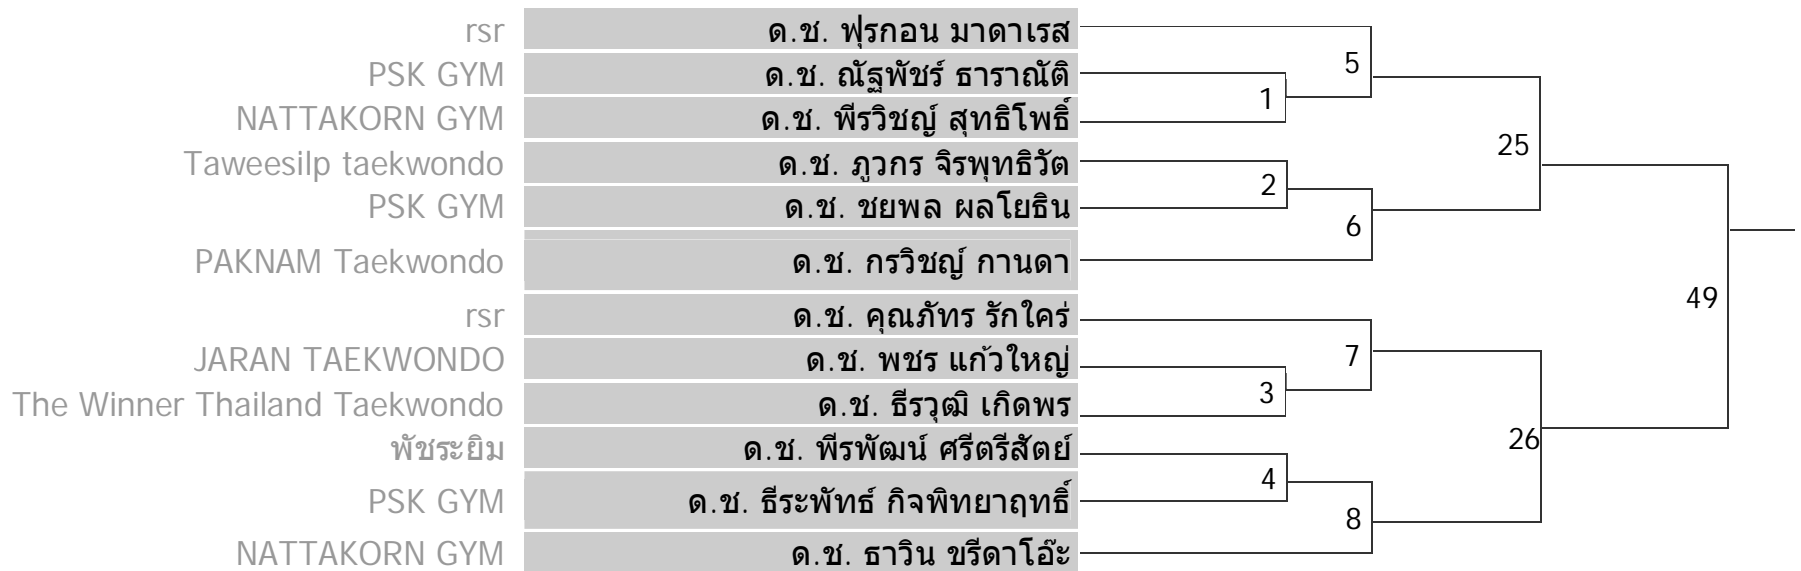 rsr ด.ช. ฟุรกอน มาดาเรส
PSK GYM ด.ช. ณัฐพัชร์ ธาราณัติ
NATTAKORN GYM ด.ช. พีรวิชญ์ สุทธิโพธิ์
Taweesilp taekwondo ด.ช. ภูวกร จิรพุทธิวัต
PSK GYM ด.ช. ชยพล ผลโยธิน
PAKNAM Taekwondo ด.ช. กรวิชญ์ กานดา
rsr ด.ช. คุณภัทร รักใคร่
JARAN TAEKWONDO ด.ช. พชร แก้วใหญ่
The Winner Thailand Taekwondo ด.ช. ธีรวุฒิ เกิดพร
พัชระยิม ด.ช. พีรพัฒน์ ศรีตรีสัตย์
PSK GYM ด.ช. ธีระพัทธ์ กิจพิทยาฤทธิ์
NATTAKORN GYM ด.ช. ธาวิน ขรีดาโอ๊ะ
5
1
25
2
6
49
7
3
26
4
8